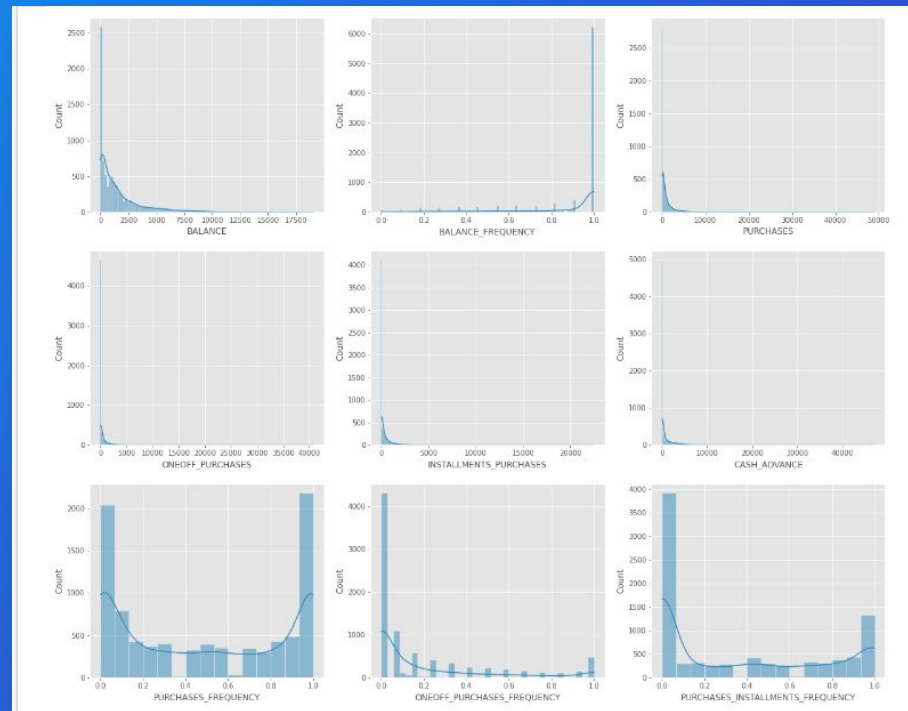 2500
2000
1500
1000
500
0
Count
0 2500 5000 7500 10000 12500 15000 17500
BALANCE
6000
5000
4000
3000
2000
1000
0
Count
0.0 0.2 0.4 0.6 0.8 1.0
BALANCE_FREQUENCY
2500
2000
1500
1000
500
0
Count
0 10000 20000 30000 40000 50000
PURCHASES
4000
3000
2000
1000
0
Count
0 5000 10000 15000 20000 25000 30000 35000 40000
ONEOFF_PURCHASES
4000
3500
3000
2500
2000
1500
1000
500
0
Count
0 5000 10000 15000 20000
INSTALLMENTS_PURCHASES
5000
4000
3000
2000
1000
0
Count
0 10000 20000 30000 40000
CASH_ADVANCE
2000
1500
1000
500
0
Count
0.0 0.2 0.4 0.6 0.8 1.0
PURCHASES_FREQUENCY
4000
3000
2000
1000
0
Count
0.0 0.2 0.4 0.6 0.8 1.0
ONEOFF_PURCHASES_FREQUENCY
4000
3500
3000
2500
2000
1500
1000
500
0
Count
0.0 0.2 0.4 0.6 0.8 1.0
PURCHASES_INSTALLMENTS_FREQUENCY